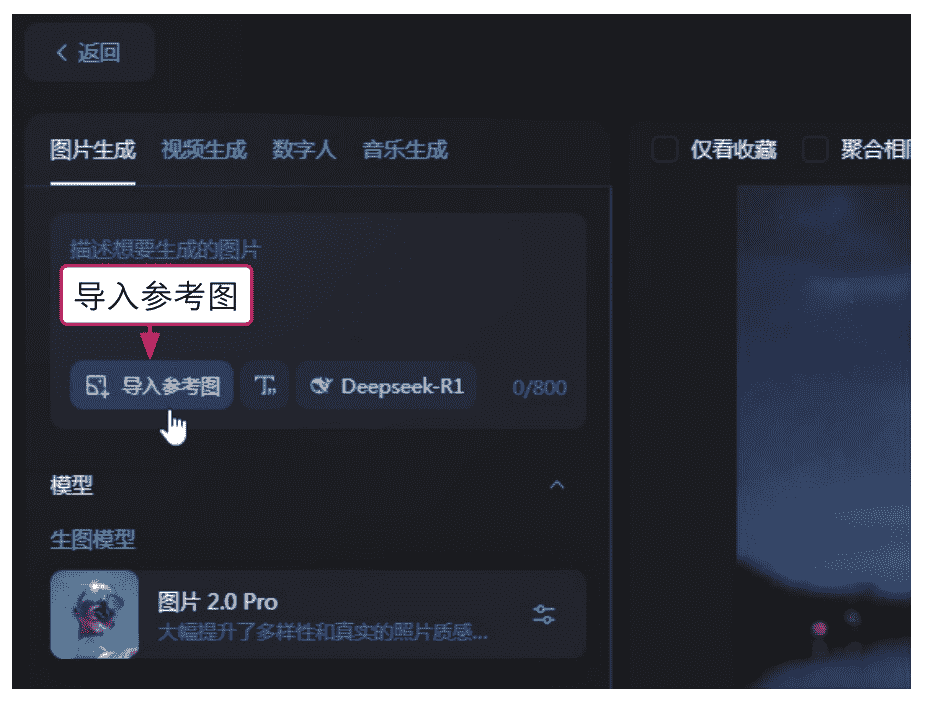 返回
图片生成 视频生成 数字人 音乐生成
仅看收藏 聚合相
描述想要生成的图片
导入参考图
导入参考图 T Deepseek-R1 0/800
模型
生图模型
图片 2.0 Pro
大幅提升了多样性和真实的照片质感...